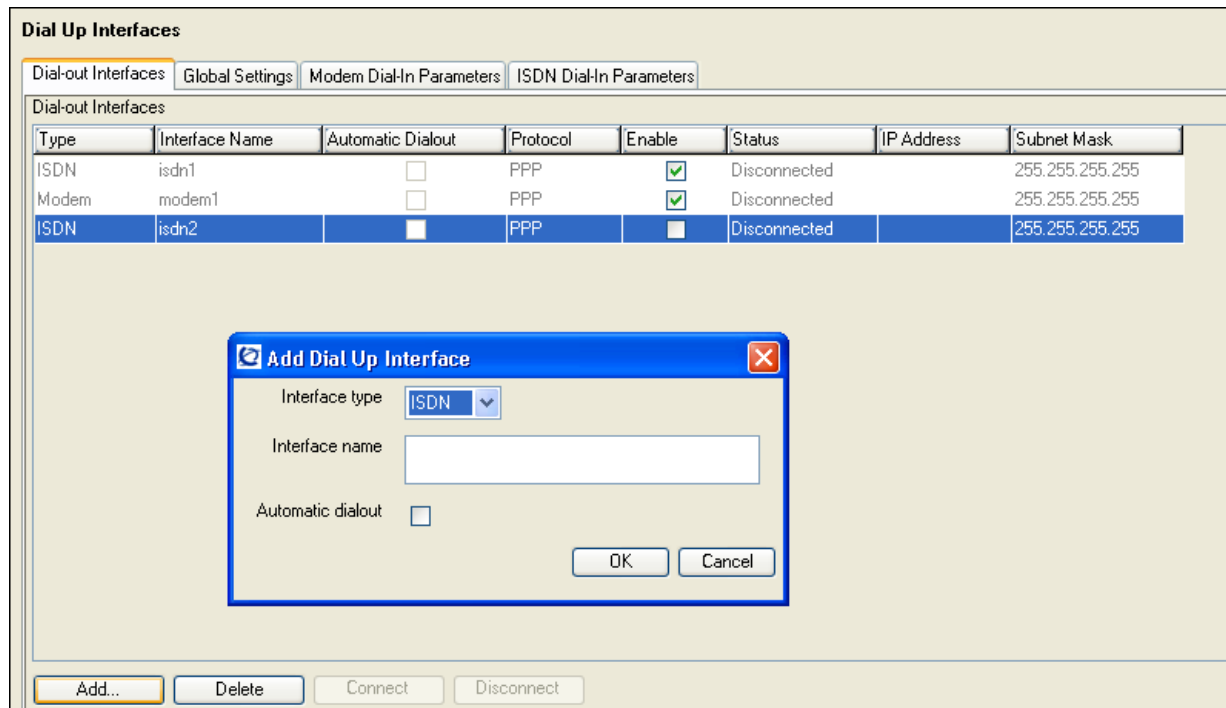 Dial Up Interfaces
Dial-out Interfaces Global Settings Modem Dial-In Parameters ISDN Dial-In Parameters
Dial-out Interfaces
Type Interface Name Automatic Dialout Protocol Enable Status IP Address Subnet Mask
ISDN isdn1 PPP Disconnected 255.255.255.255
Modem modem1 PPP Disconnected 255.255.255.255
ISDN isdn2 PPP Disconnected 255.255.255.255
Add Dial Up Interface
Interface type ISDN
Interface name
Automatic dialout
OK Cancel
Add... Delete Connect Disconnect